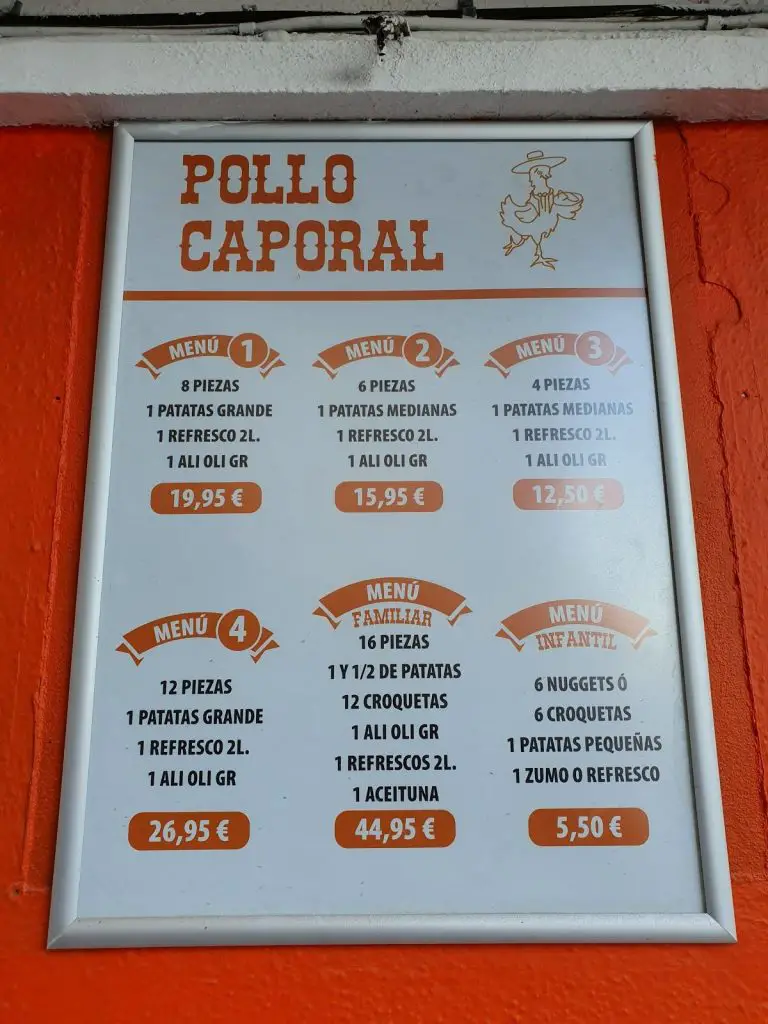 POLLO
CAPORAL
MENÚ 1
8 PIEZAS
1 PATATAS GRANDE
1 REFRESCO 2L.
1 ALI OLI GR
19,95 €
MENÚ 2
6 PIEZAS
1 PATATAS MEDIANAS
1 REFRESCO 2L.
1 ALI OLI GR
15,95 €
MENÚ 3
4 PIEZAS
1 PATATAS MEDIANAS
1 REFRESCO 2L.
1 ALI OLI GR
12,50 €
MENÚ 4
12 PIEZAS
1 PATATAS GRANDE
1 REFRESCO 2L.
1 ALI OLI GR
26,95 €
MENÚ
FAMILIAR
16 PIEZAS
1 Y 1/2 DE PATATAS
12 CROQUETAS
1 ALI OLI GR
1 REFRESCOS 2L.
1 ACEITUNA
44,95 €
MENÚ
INFANTIL
6 NUGGETS Ó
6 CROQUETAS
1 PATATAS PEQUEÑAS
1 ZUMO O REFRESCO
5,50 €